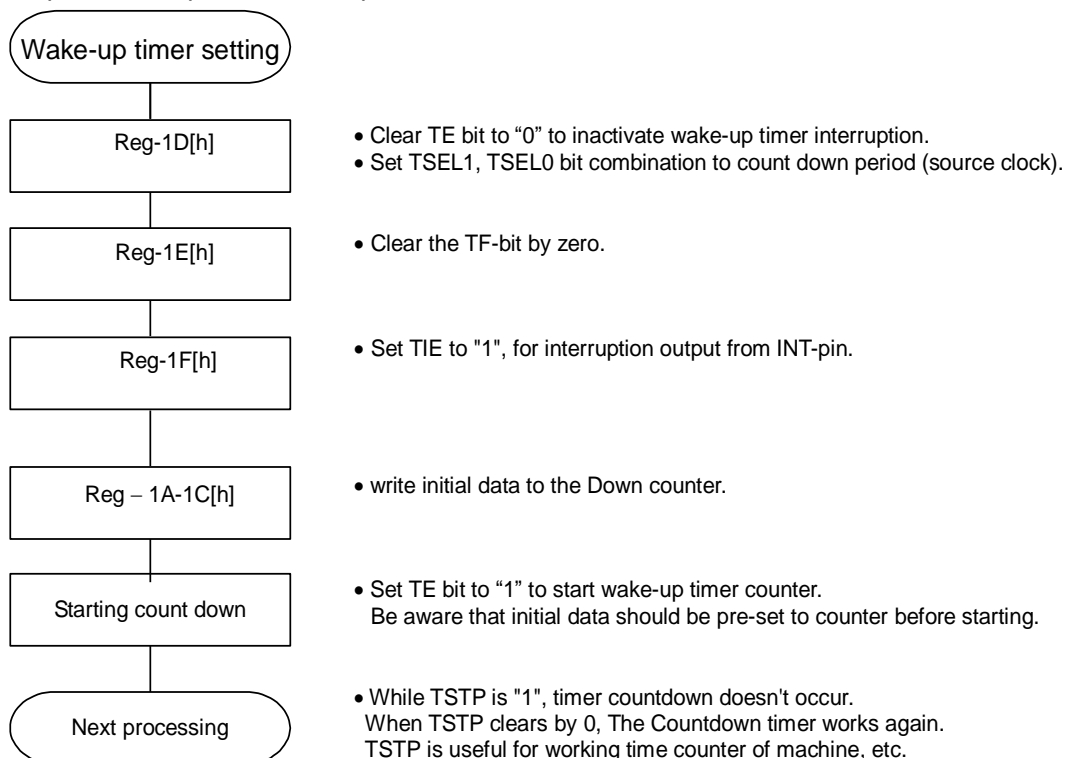 Wake-up timer setting
Reg-1D[h]
• Clear TE bit to “0” to inactivate wake-up timer interruption.
• Set TSEL1, TSEL0 bit combination to count down period (source clock).
Reg-1E[h]
• Clear the TF-bit by zero.
Reg-1F[h]
• Set TIE to "1", for interruption output from INT-pin.
Reg – 1A-1C[h]
• write initial data to the Down counter.
Starting count down
• Set TE bit to “1” to start wake-up timer counter.
Be aware that initial data should be pre-set to counter before starting.
Next processing
• While TSTP is "1", timer countdown doesn't occur.
When TSTP clears by 0, The Countdown timer works again.
TSTP is useful for working time counter of machine, etc.